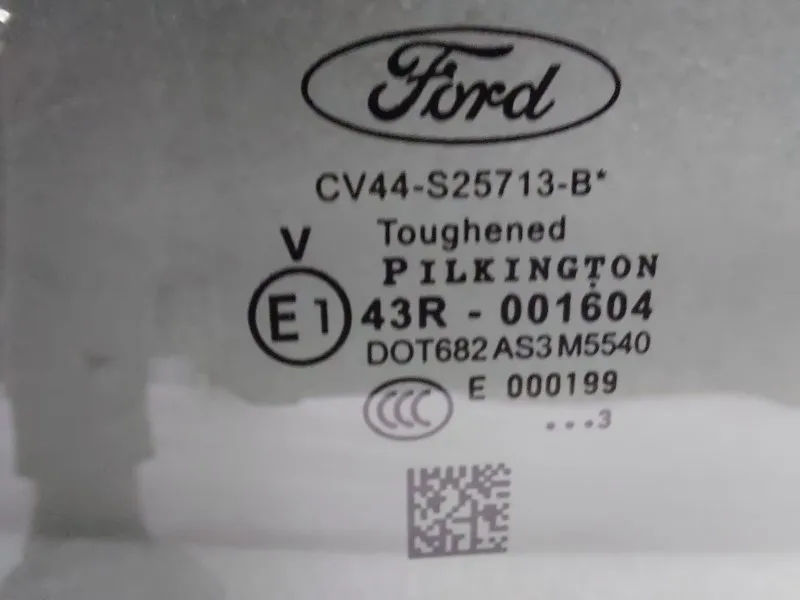 Ford
CV44-S25713-B*
V
Toughened
PILKINGTON
E1 43R - 001604
DOT682 AS3 M5540
CCC E 000199
...3